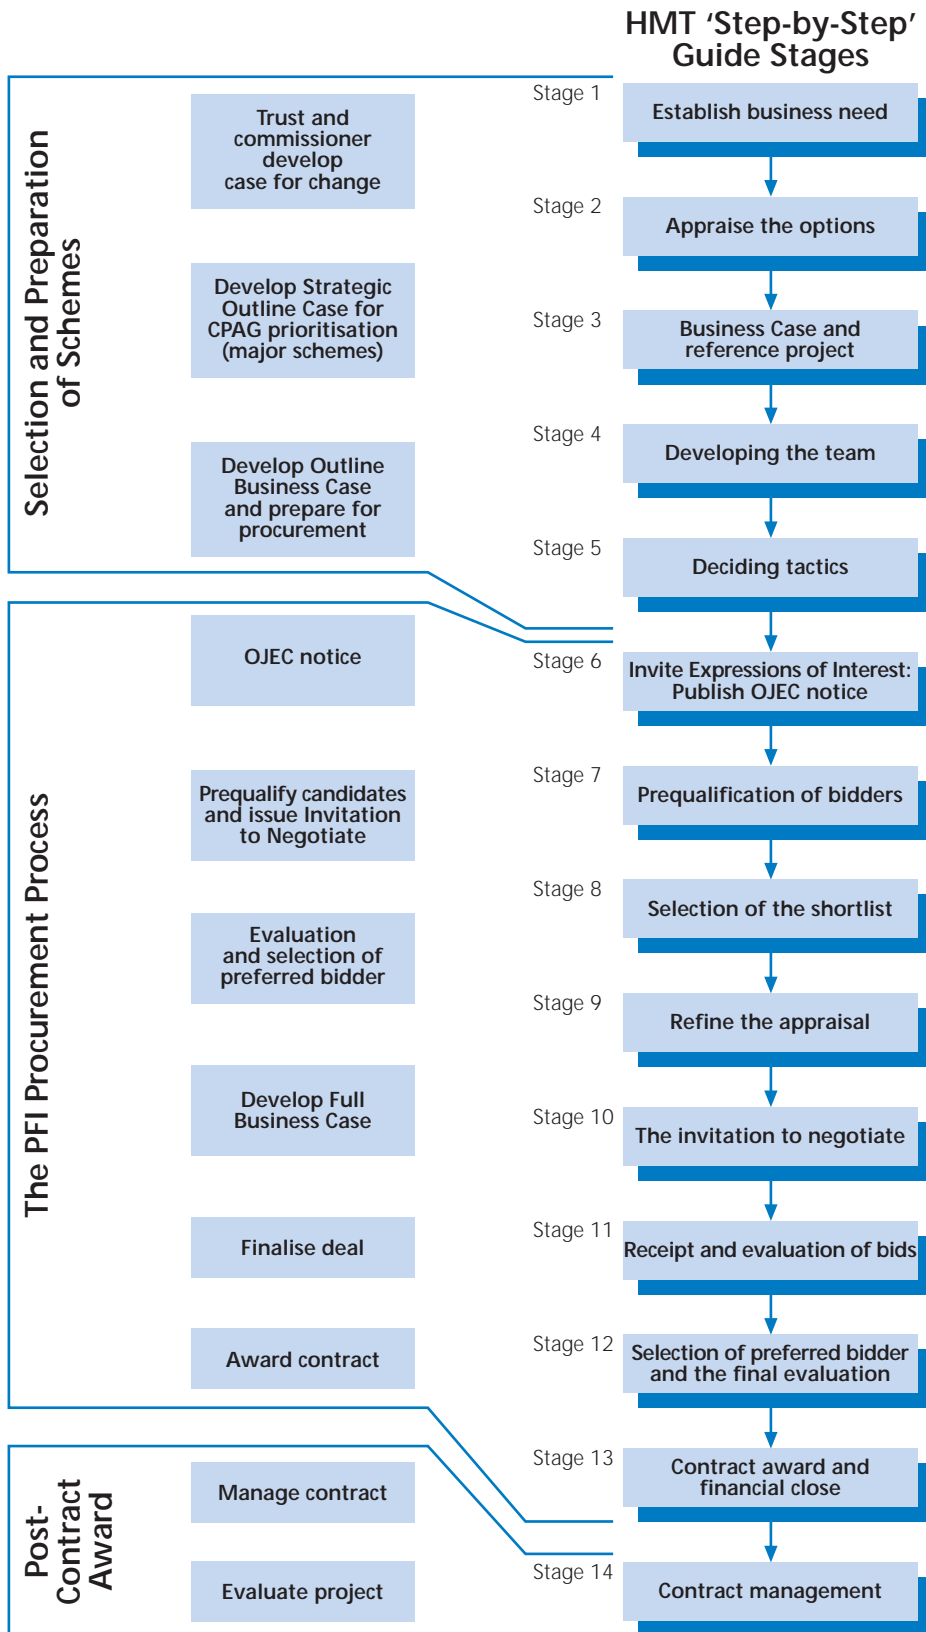 HMT ‘Step-by-Step’
Guide Stages
Selection and Preparation
of Schemes
Trust and
commissioner
develop
case for change
Develop Strategic
Outline Case for
CPAG prioritisation
(major schemes)
Develop Outline
Business Case
and prepare for
procurement
Stage 1
Establish business need
Stage 2
Appraise the options
Stage 3
Business Case and
reference project
Stage 4
Developing the team
Stage 5
Deciding tactics
The PFI Procurement Process
OJEC notice
Prequalify candidates
and issue Invitation
to Negotiate
Evaluation
and selection of
preferred bidder
Develop Full
Business Case
Finalise deal
Award contract
Stage 6
Invite Expressions of Interest:
Publish OJEC notice
Stage 7
Prequalification of bidders
Stage 8
Selection of the shortlist
Stage 9
Refine the appraisal
Stage 10
The invitation to negotiate
Stage 11
Receipt and evaluation of bids
Stage 12
Selection of preferred bidder
and the final evaluation
Stage 13
Contract award and
financial close
Post-
Contract
Award
Manage contract
Evaluate project
Stage 14
Contract management